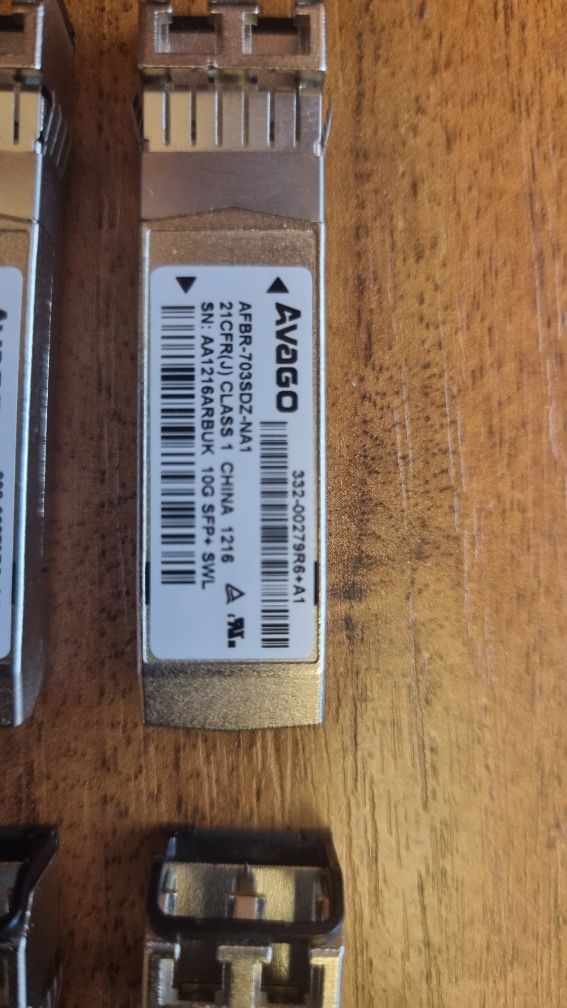 AVAGO
332-00279R6+A1
AFBR-703SDZ-NA1
21CFR(J) CLASS 1 CHINA 1216
SN: AA1216ARBUK 10G SFP+ SWL